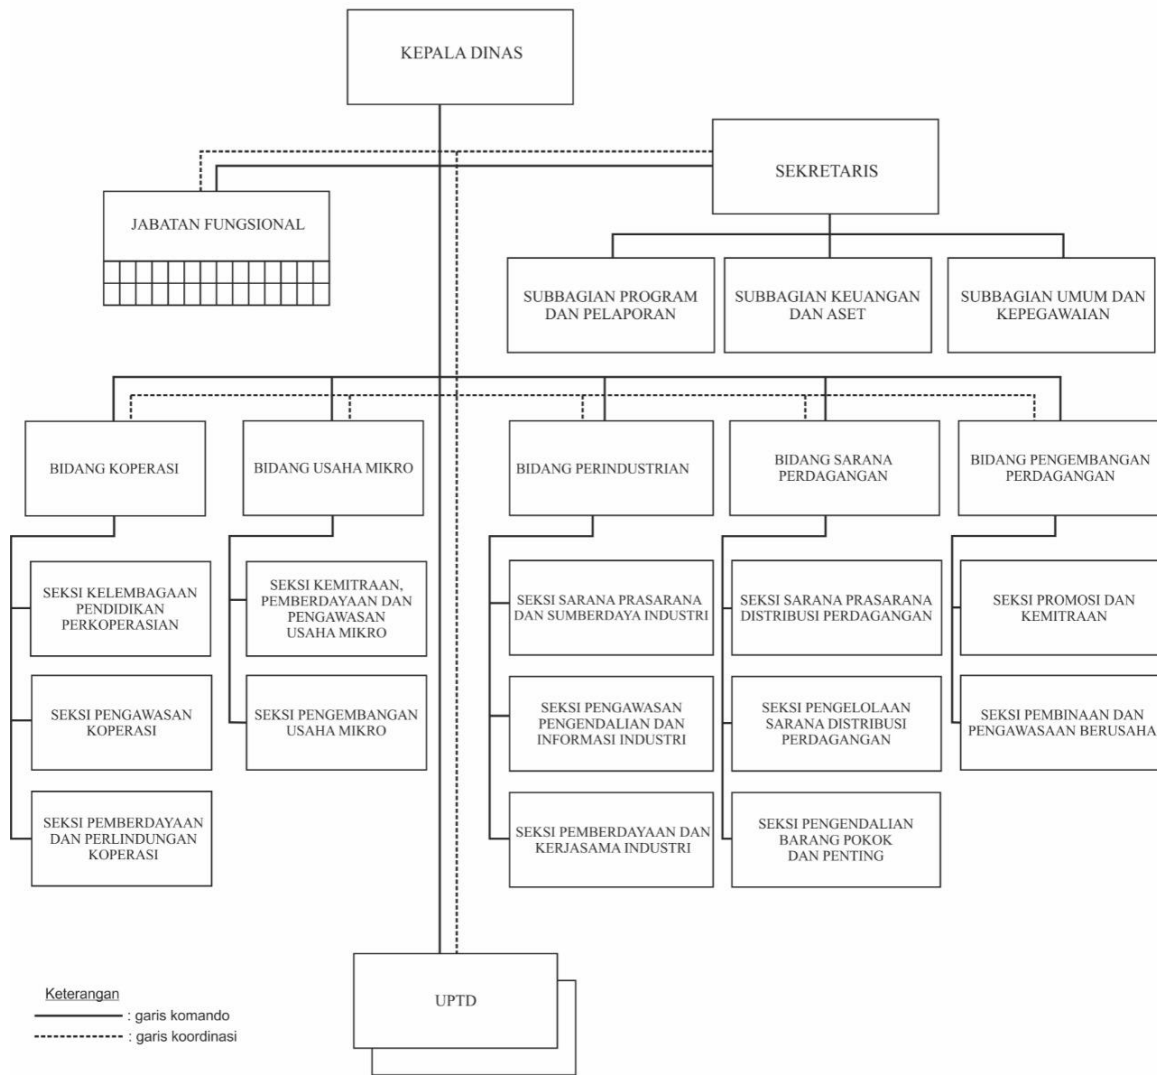 KEPALA DINAS
SEKRETARIS
JABATAN FUNGSIONAL
SUBBAGIAN PROGRAM
DAN PELAPORAN
SUBBAGIAN KEUANGAN
DAN ASET
SUBBAGIAN UMUM DAN
KEPEGAWAIAN
BIDANG KOPERASI
BIDANG USAHA MIKRO
BIDANG PERINDUSTRIAN
BIDANG SARANA
PERDAGANGAN
BIDANG PENGEMBANGAN
PERDAGANGAN
SEKSI KELEMBAGAAN
PENDIDIKAN
PERKOPERASIAN
SEKSI KEMITRAAN,
PEMBERDAYAAN DAN
PENGAWASAN
USAHA MIKRO
SEKSI SARANA PRASARANA
DAN SUMBERDAYA INDUSTRI
SEKSI SARANA PRASARANA
DISTRIBUSI PERDAGANGAN
SEKSI PROMOSI DAN
KEMITRAAN
SEKSI PENGAWASAN
KOPERASI
SEKSI PENGEMBANGAN
USAHA MIKRO
SEKSI PENGAWASAN
PENGENDALIAN DAN
INFORMASI INDUSTRI
SEKSI PENGELOLAAN
SARANA DISTRIBUSI
PERDAGANGAN
SEKSI PEMBINAAN DAN
PENGAWASAAN BERUSAHA
SEKSI PEMBERDAYAAN
DAN PERLINDUNGAN
KOPERASI
SEKSI PEMBERDAYAAN DAN
KERJASAMA INDUSTRI
SEKSI PENGENDALIAN
BARANG POKOK
DAN PENTING
UPTD
Keterangan
: garis komando
: garis koordinasi